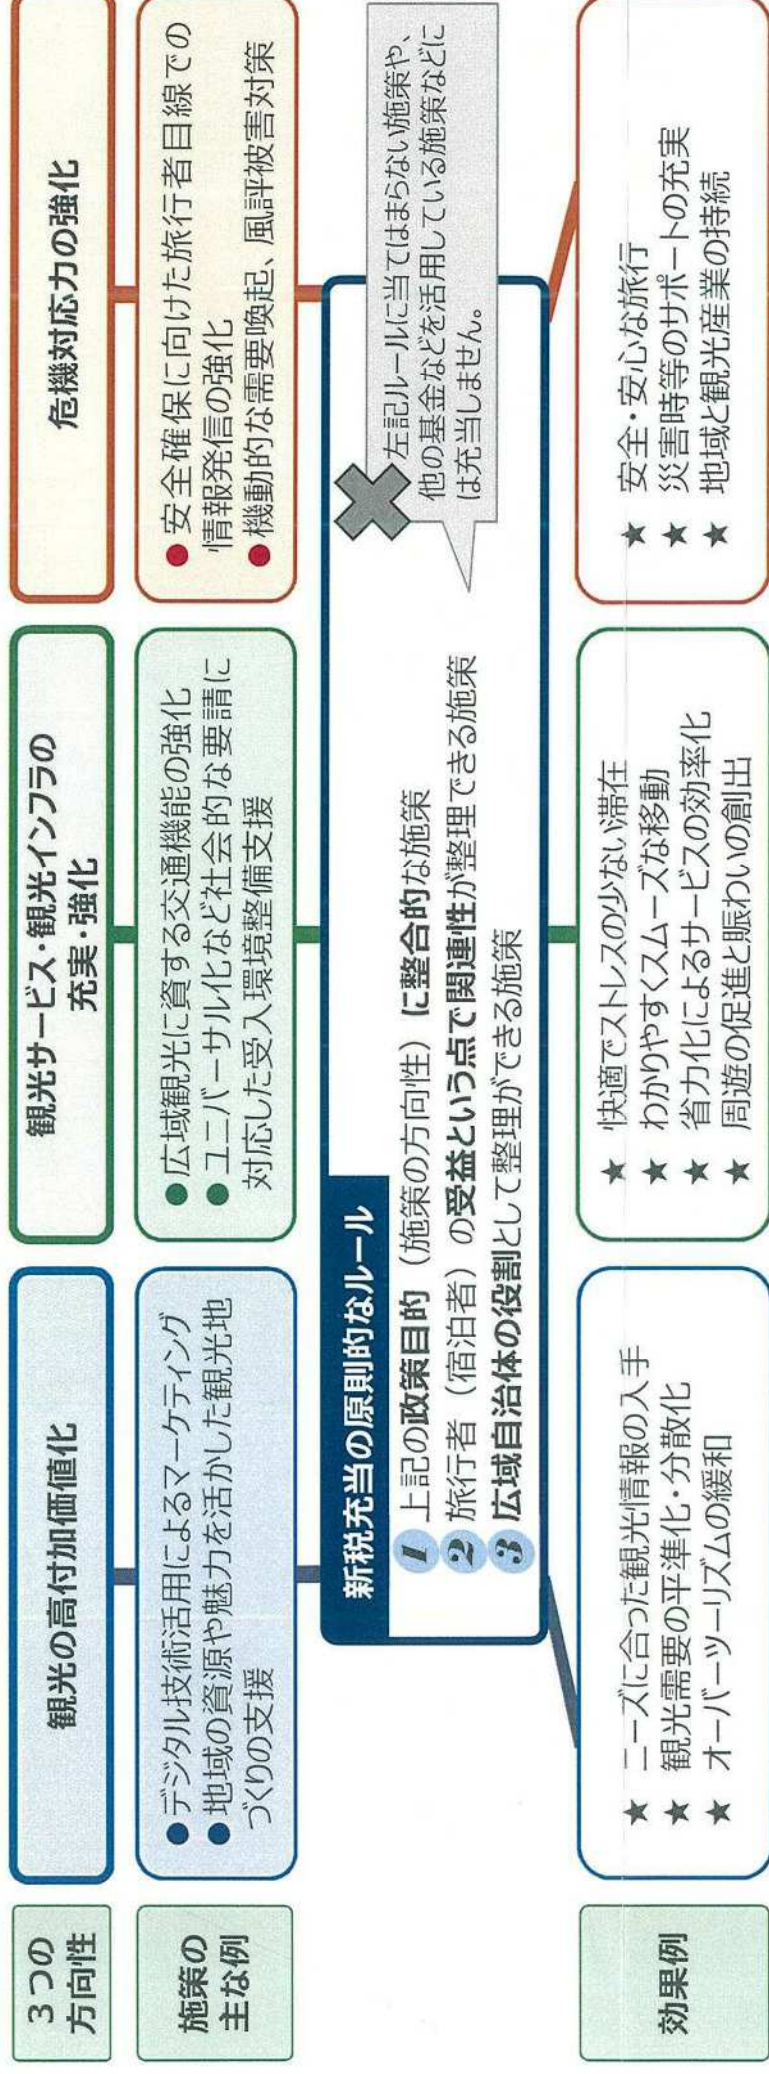 3つの
方向性
観光の高付加価値化
観光サービス・観光インフラの
充実・強化
危機対応力の強化
施策の
主な例
●デジタル技術活用によるマーケティング
●地域の資源や魅力を活かした観光地
づくりの支援
●広域観光に資する交通機能の強化
●ユニバーサル化など社会的な要請に
対応した受入環境整備支援
●安全確保に向けた旅行者目線での
情報発信の強化
●機動的な需要喚起、風評被害対策
新税充当の原則的なルール
1 上記の政策目的（施策の方向性）に整合的な施策
2 旅行者（宿泊者）の受益という点で関連性が整理できる施策
3 広域自治体の役割として整理ができる施策
左記ルールに当てはまらない施策や、
他の基金などを活用している施策などに
は充当しません。
効果例
★ ニーズに合った観光情報の入手
★ 観光需要の平準化・分散化
★ オーバーツーリズムの緩和
★ 快適でストレスの少ない滞在
★ わかりやすくスムーズな移動
★ 省力化によるサービスの効率化
★ 周遊の促進と賑わいの創出
★ 安全・安心な旅行
★ 災害時等のサポートの充実
★ 地域と観光産業の持続